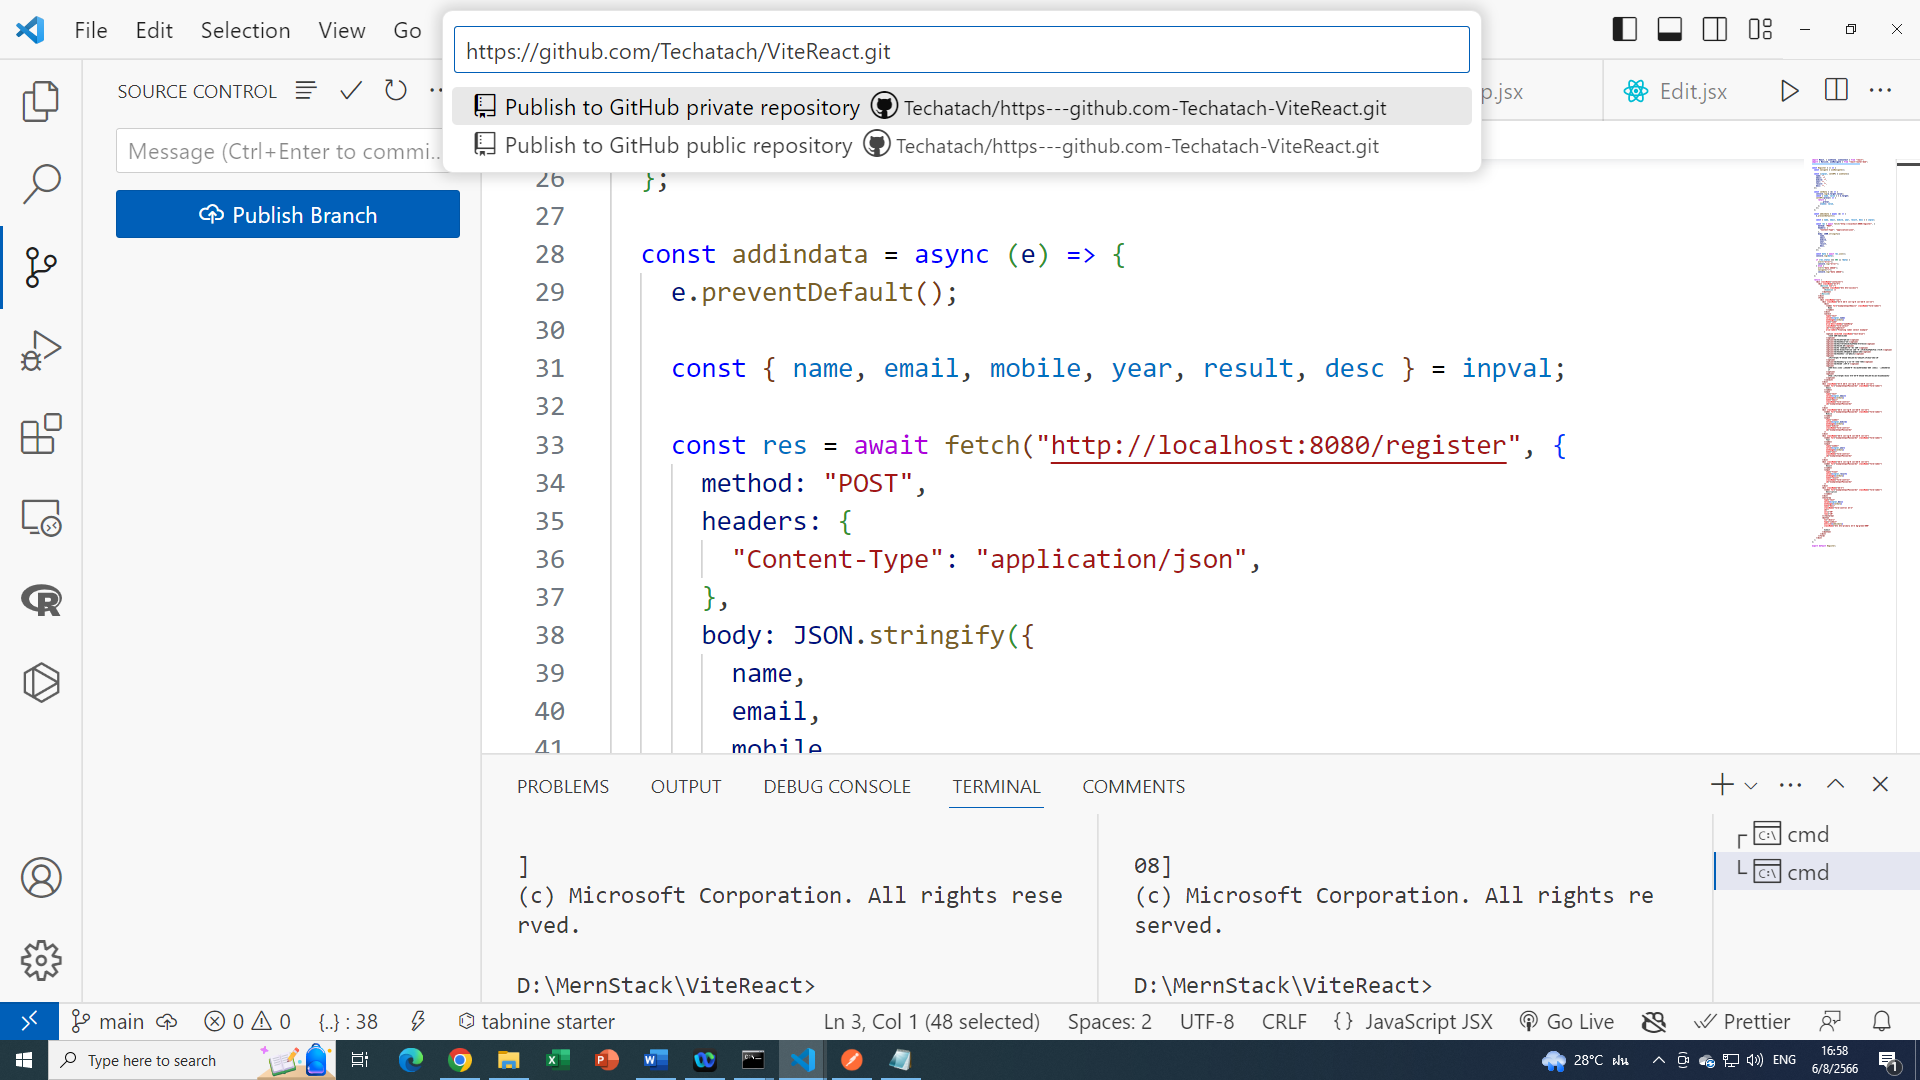 File Edit Selection View Go
https://github.com/Techatach/ViteReact.git
Publish to GitHub private repository Techatach/https---github.com-Techatach-ViteReact.git
Publish to GitHub public repository Techatach/https---github.com-Techatach-ViteReact.git
SOURCE CONTROL
Message (Ctrl+Enter to commi...
Publish Branch
p.jsx
Edit.jsx
26 };
27
28 const addindata = async (e) => {
29 e.preventDefault();
30
31 const { name, email, mobile, year, result, desc } = inpval;
32
33 const res = await fetch("http://localhost:8080/register", {
34 method: "POST",
35 headers: {
36 "Content-Type": "application/json",
37 },
38 body: JSON.stringify({
39 name,
40 email,
41 mobile
PROBLEMS OUTPUT DEBUG CONSOLE TERMINAL COMMENTS
]
(c) Microsoft Corporation. All rights rese
rved.
D:\MernStack\ViteReact>
08]
(c) Microsoft Corporation. All rights re
served.
D:\MernStack\ViteReact>
cmd
cmd
main 0 0 {..} : 38 tabnine starter Ln 3, Col 1 (48 selected) Spaces: 2 UTF-8 CRLF {} JavaScript JSX Go Live Prettier
Type here to search
28°C ฝน ENG
16:58
6/8/2566
1